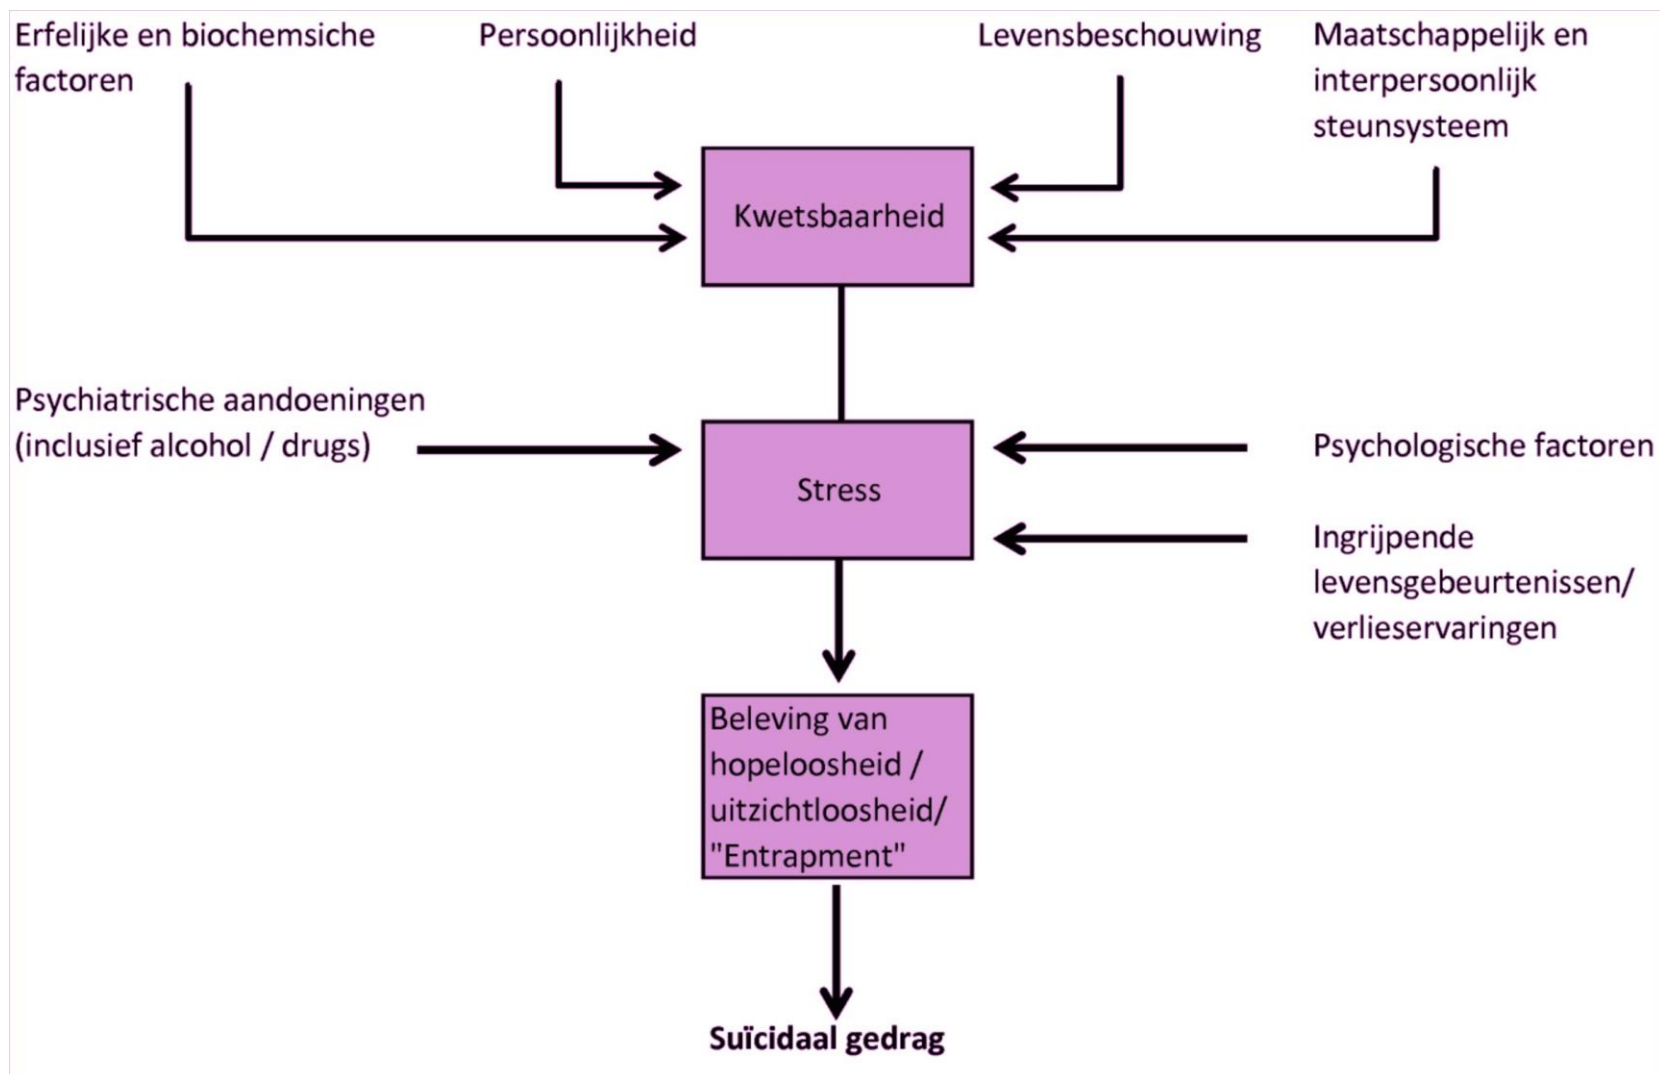 Erfelijke en biochemsiche
factoren
Persoonlijkheid
Levensbeschouwing
Maatschappelijk en
interpersoonlijk
steunsysteem
Kwetsbaarheid
Psychiatrische aandoeningen
(inclusief alcohol / drugs)
Stress
Psychologische factoren
Ingrijpende
levensgebeurtenissen/
verlieservaringen
Beleving van
hopeloosheid /
uitzichtloosheid/
"Entrapment"
Suïcidaal gedrag